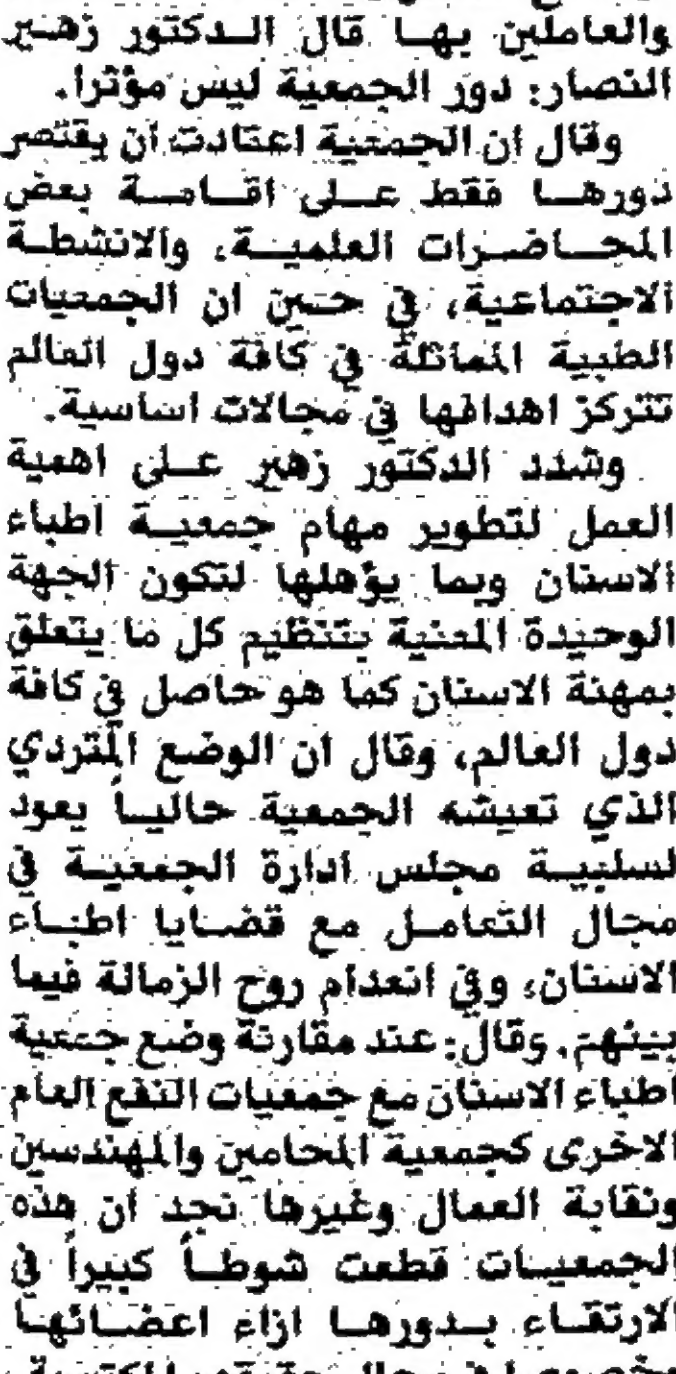 والعاملين بها قال الدكتور زهير
النصار: دور الجمعية ليس مؤثرا.
وقال ان الجمعية اعتادت أن يقتصر
دورها فقط على اقامة بعض
المحاضرات العلمية، والانشطة
الاجتماعية، في حين ان الجمعيات
الطبية المماثلة في كافة دول العالم
تتركز اهدافها في مجالات اساسية.
وشدد الدكتور زهير على اهمية
العمل لتطوير مهام جمعية اطباء
الاسنان وبما يؤهلها لتكون الجهة
الوحيدة المعنية بتنظيم كل ما يتعلق
بمهنة الاسنان كما هو حاصل في كافة
دول العالم، وقال ان الوضع المتردي
الذي تعيشه الجمعية حالياً يعود
لسلبية مجلس ادارة الجمعية في
مجال التعامل مع قضايا اطباء
الاسنان، وفي انعدام روح الزمالة فيما
بينهم. وقال: عند مقارنة وضع جمعية
اطباء الاسنان مع جمعيات النفع العام
الاخرى كجمعية المحامين والمهندسين
ونقابة العمال وغيرها نجد ان هذه
الجمعيات قطعت شوطاً كبيراً في
الارتقاء بدورها ازاء اعضائها